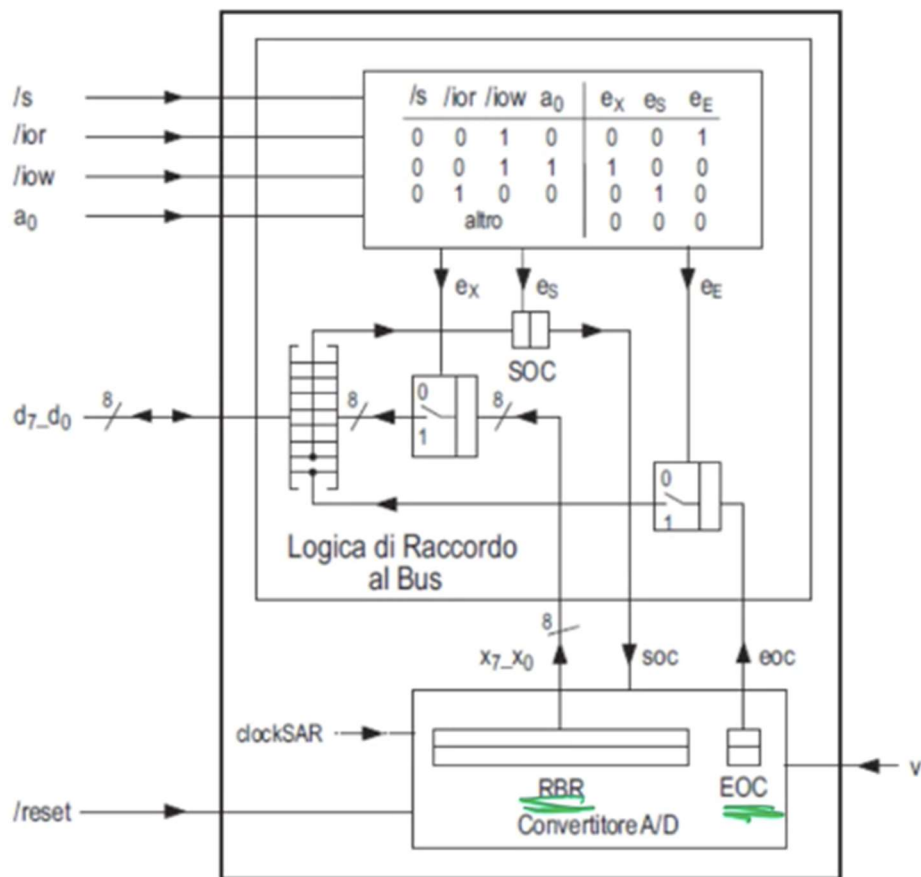 /s
/ior
/iow
a0
/s /ior /iow a0 eX eS eE
0 0 1 0 0 0 1
0 0 1 1 1 0 0
0 1 0 0 0 1 0
altro 0 0 0
eX
eS
eE
SOC
d7_d0
8
8
0
1
8
0
1
Logica di Raccordo
al Bus
8
x7_x0
soc
eoc
clockSAR
RBR
EOC
Convertitore A/D
v
/reset